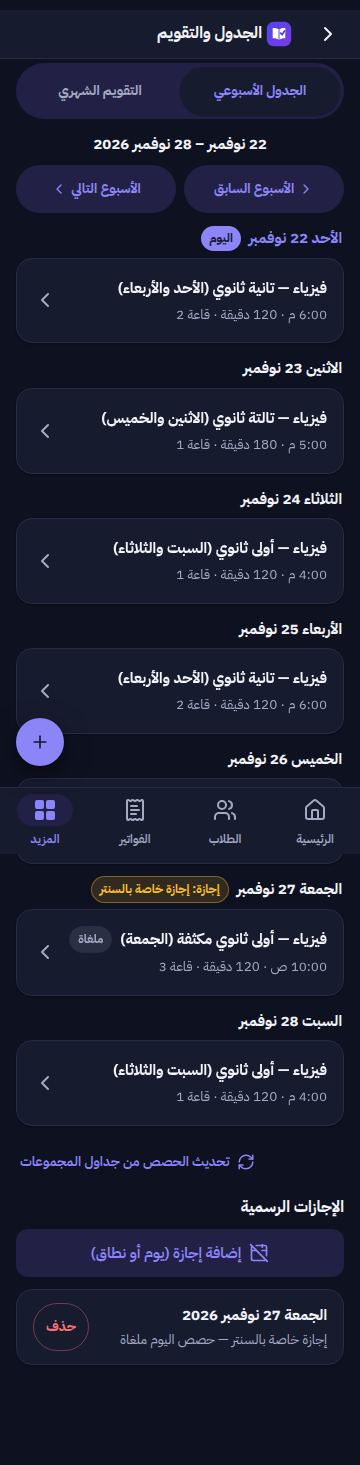 الجدول والتقويم
الجدول الأسبوعي
التقويم الشهري
22 نوفمبر – 28 نوفمبر 2026
الأسبوع السابق
الأسبوع التالي
الأحد 22 نوفمبر اليوم
فيزياء — تانية ثانوي (الأحد والأربعاء)
6:00 م · 120 دقيقة · قاعة 2
الاثنين 23 نوفمبر
فيزياء — تالتة ثانوي (الاثنين والخميس)
5:00 م · 180 دقيقة · قاعة 1
الثلاثاء 24 نوفمبر
فيزياء — أولى ثانوي (السبت والثلاثاء)
4:00 م · 120 دقيقة · قاعة 1
الأربعاء 25 نوفمبر
فيزياء — تانية ثانوي (الأحد والأربعاء)
6:00 م · 120 دقيقة · قاعة 2
الخميس 26 نوفمبر
الرئيسية
الطلاب
الفواتير
المزيد
الجمعة 27 نوفمبر إجازة: إجازة خاصة بالسنتر
فيزياء — أولى ثانوي مكثفة (الجمعة) ملغاة
10:00 ص · 120 دقيقة · قاعة 3
السبت 28 نوفمبر
فيزياء — أولى ثانوي (السبت والثلاثاء)
4:00 م · 120 دقيقة · قاعة 1
تحديث الحصص من جداول المجموعات
الإجازات الرسمية
إضافة إجازة (يوم أو نطاق)
الجمعة 27 نوفمبر 2026
إجازة خاصة بالسنتر — حصص اليوم ملغاة
حذف